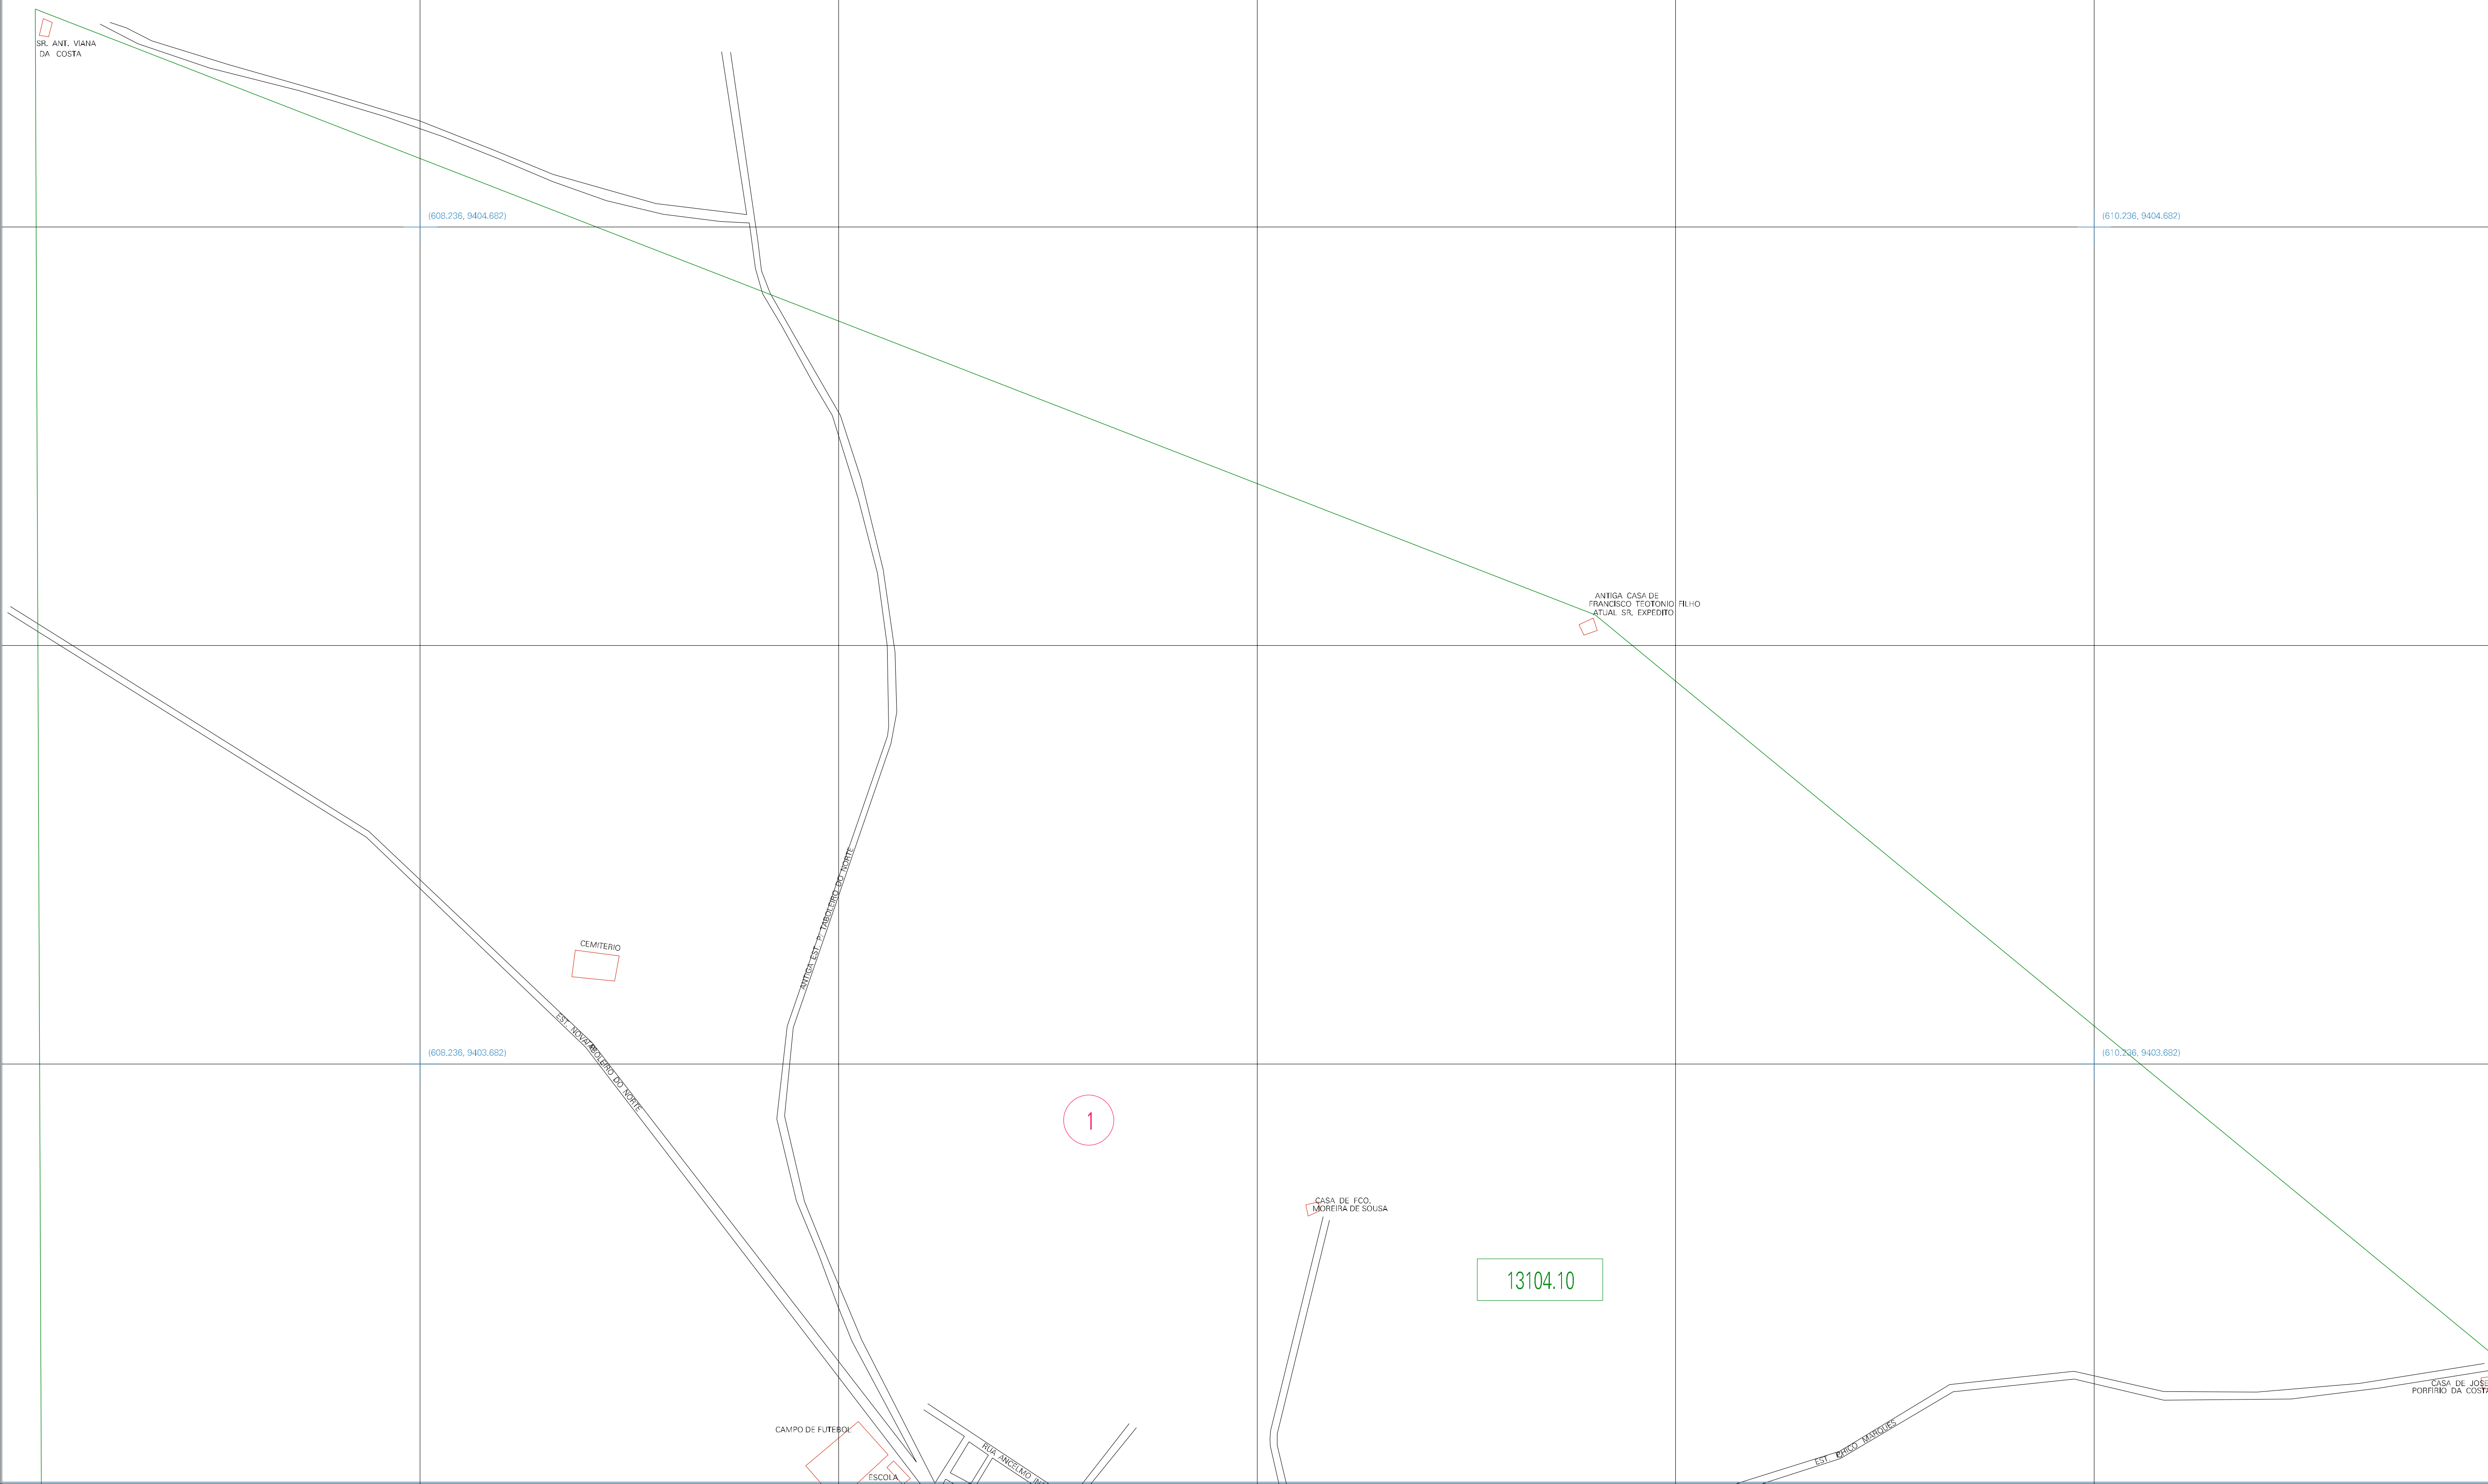 SR. ANT. VIANA
DA COSTA
(608.236, 9404.682)
(610.236, 9404.682)
ANTIGA CASA DE
FRANCISCO TEOTONIO FILHO
ATUAL SR. EXPEDITO
ANTIGA EST. P. TABOLEIRO DO NORTE
CEMITERIO
EST. NOVA TABOLEIRO DO NORTE
(608.236, 9403.682)
(610.236, 9403.682)
1
CASA DE FCO.
MOREIRA DE SOUSA
13104.10
CASA DE JOSE
PORFIRIO DA COSTA
CAMPO DE FUTEBOL
EST. CHICO MARQUES
RUA ANCELMO
ESCOLA